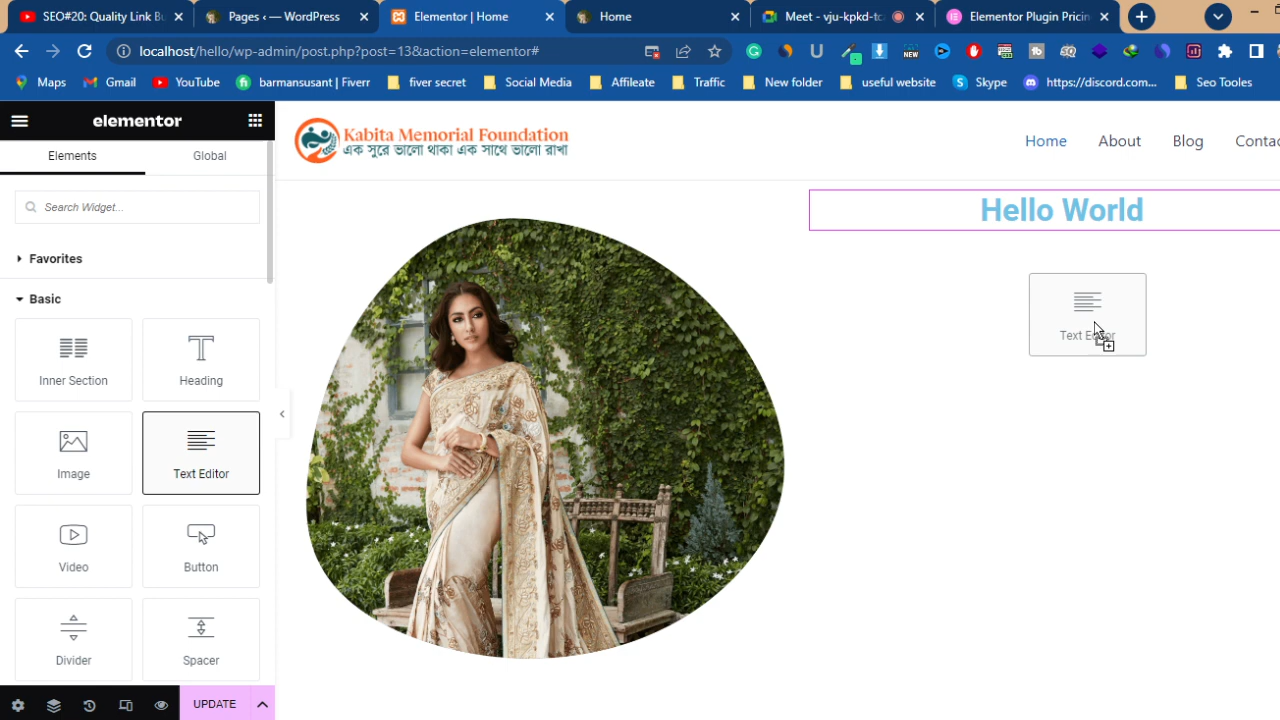 SEO#20: Quality Link Bu
Pages ‹ — WordPress
Elementor | Home
Home
Meet - vju-kpkd-tc
Elementor Plugin Pricin
localhost/hello/wp-admin/post.php?post=13&action=elementor#
NEW
Maps
Gmail
YouTube
barmansusant | Fiverr
fiver secret
Social Media
Affileate
Traffic
New folder
useful website
Skype
https://discord.com...
Seo Tooles
elementor
Elements
Global
Search Widget...
Favorites
Basic
Inner Section
Heading
Image
Text Editor
Video
Button
Divider
Spacer
UPDATE
Kabita Memorial Foundation
এক সুরে ভালো থাকা এক সাথে ভালো রাখা
Home
About
Blog
Contac
Hello World
Text Editor